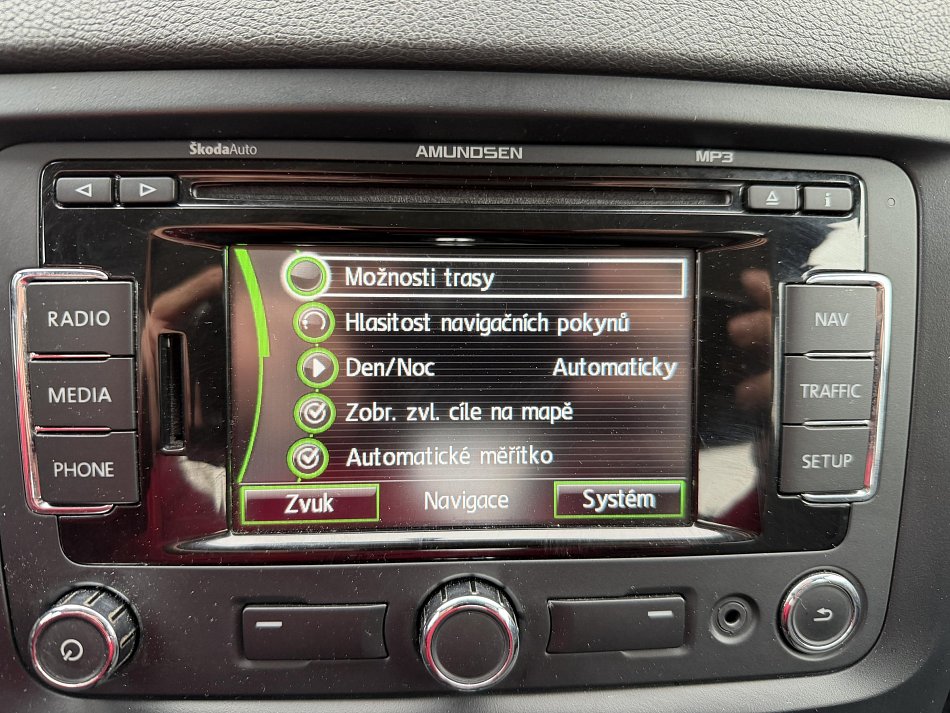 ŠkodaAuto AMUNDSEN MP3
i
RADIO
MEDIA
PHONE
Možnosti trasy
Hlasitost navigačních pokynů
Den/Noc Automaticky
Zobr. zvl. cíle na mapě
Automatické měřítko
Zvuk Navigace Systém
NAV
TRAFFIC
SETUP